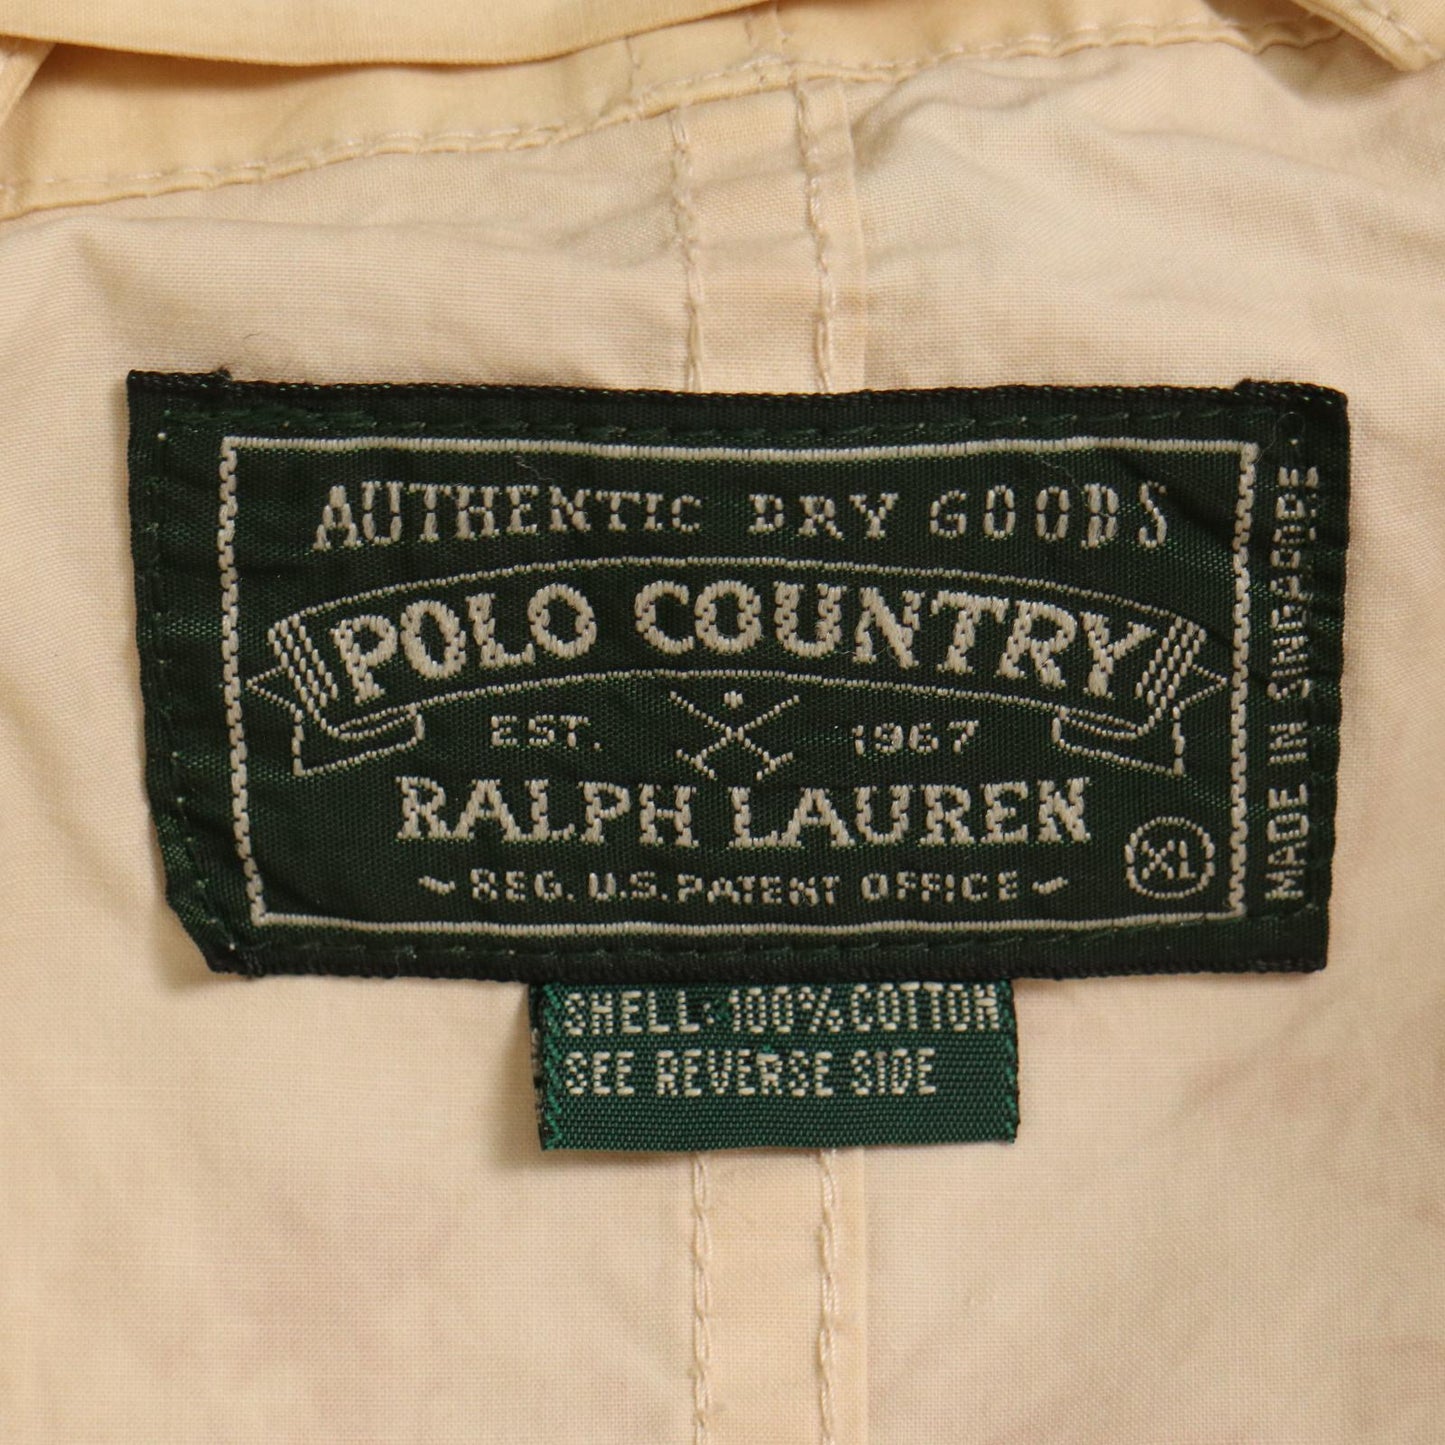 AUTHENTIC DRY GOODS
POLO COUNTRY
EST. 1967
RALPH LAUREN
- REG. U.S. PATENT OFFICE -
XL
MADE IN SINGAPORE
SHELL: 100% COTTON
SEE REVERSE SIDE